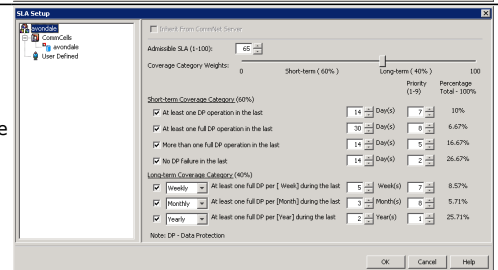 SLA Setup
avondale
CommCells
avondale
User Defined
Inherit From CommNet Server
Admissible SLA (1-100): 65
Coverage Category Weights:
0 Short-term ( 60% ) Long-term ( 40% ) 100
Priority (1-9) Percentage Total - 100%
Short-term Coverage Category (60%)
At least one DP operation in the last 14 Day(s) 7 10%
At least one full DP operation in the last 30 Day(s) 8 6.67%
More than one full DP operation in the last 14 Day(s) 5 16.67%
No DP failure in the last 14 Day(s) 2 26.67%
Long-term Coverage Category (40%)
Weekly At least one full DP per [ Week] during the last 5 Week(s) 7 8.57%
Monthly At least one full DP per [Month] during the last 3 Month(s) 8 5.71%
Yearly At least one full DP per [Year] during the last 2 Year(s) 1 25.71%
Note: DP - Data Protection
OK Cancel Help
e